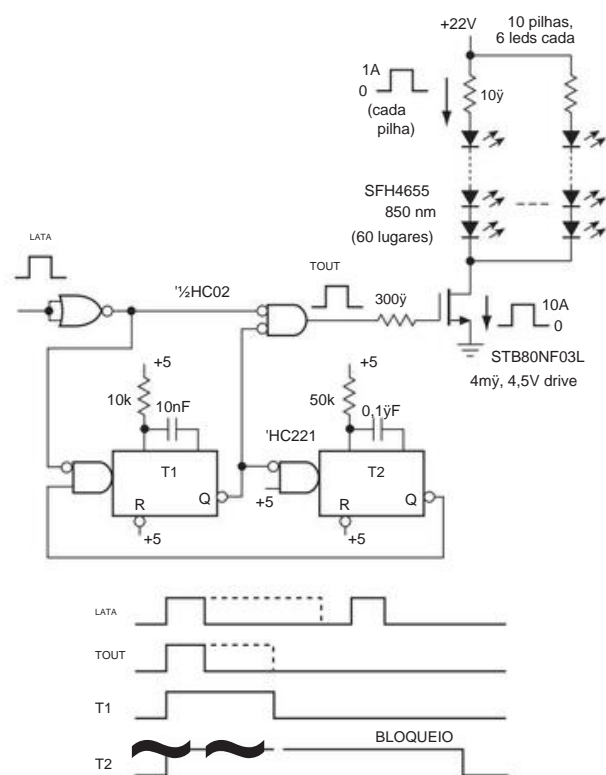 +22V
10 pilhas,
6 leds cada
1A
0
(cada
pilha)
10ÿ
SFH4655
850 nm
(60 lugares)
LATA
'½HC02
TOUT
300ÿ
10A
0
STB80NF03L
4mÿ, 4,5V drive
+5
10k
10nF
T1
R
Q
+5
'HC221
+5
+5
50k
0,1ÿF
T2
R
Q
+5
LATA
TOUT
T1
BLOQUEIO
T2